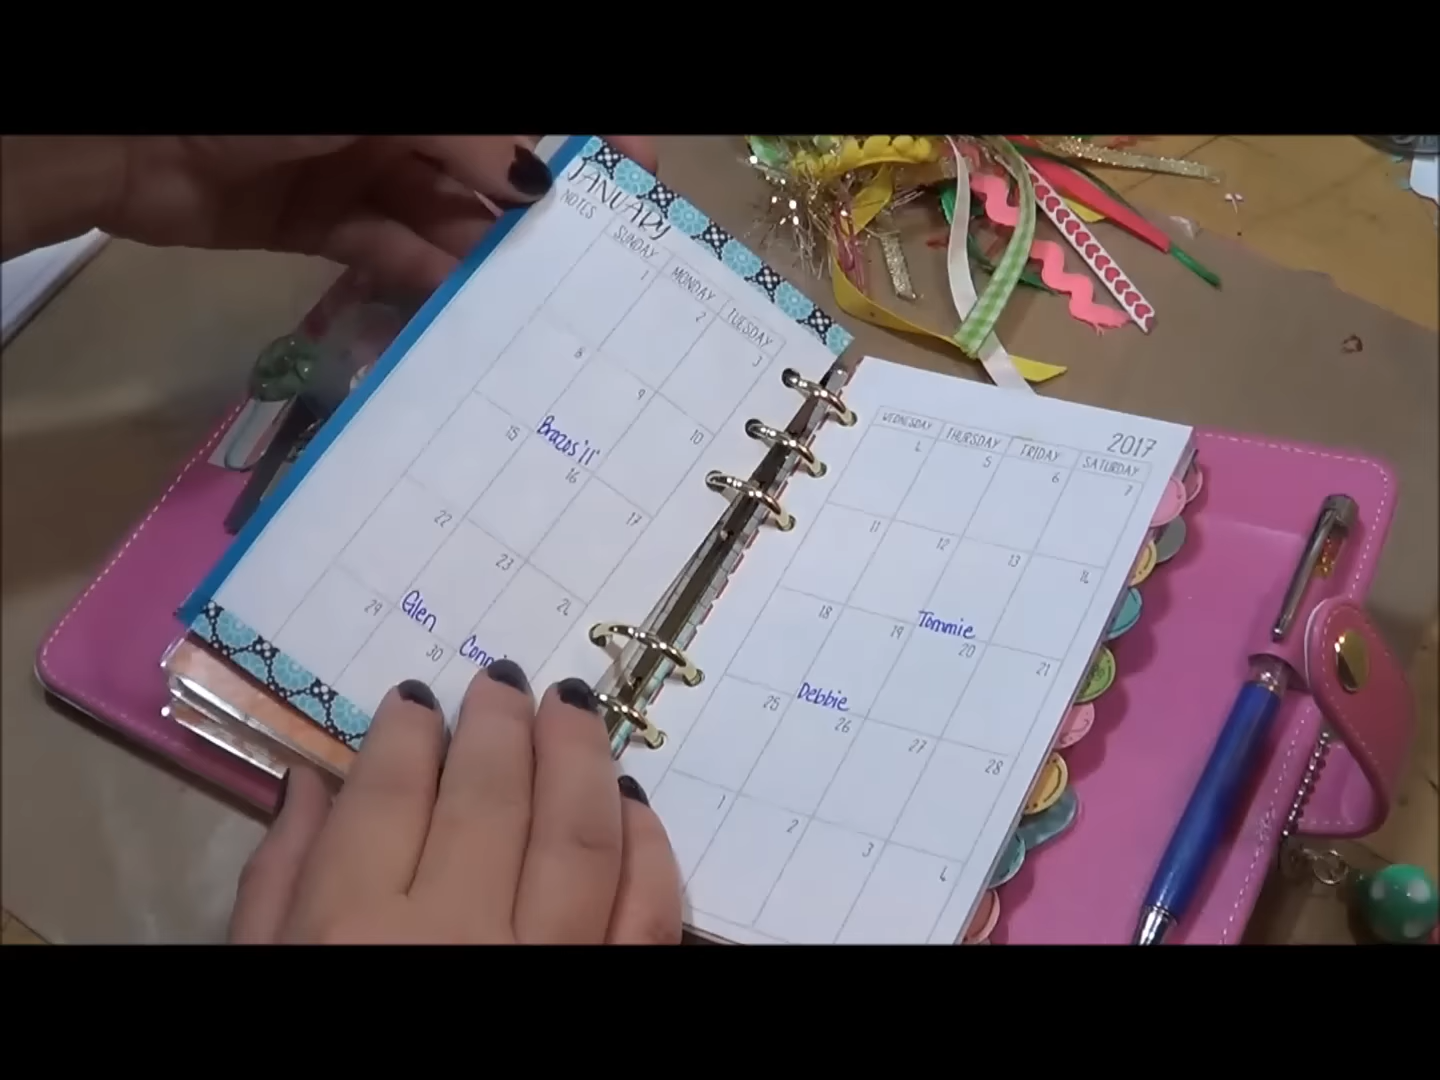 JANUARY
NOTES
SUNDAY MONDAY TUESDAY
1 2 3
8 9 10
Brazos '11
15 16 17
22 23 24
Glen
29 30
2017
WEDNESDAY THURSDAY FRIDAY SATURDAY
4 5 6 7
11 12 13 14
Tommie
18 19 20 21
Debbie
25 26 27 28
1 2 3 4